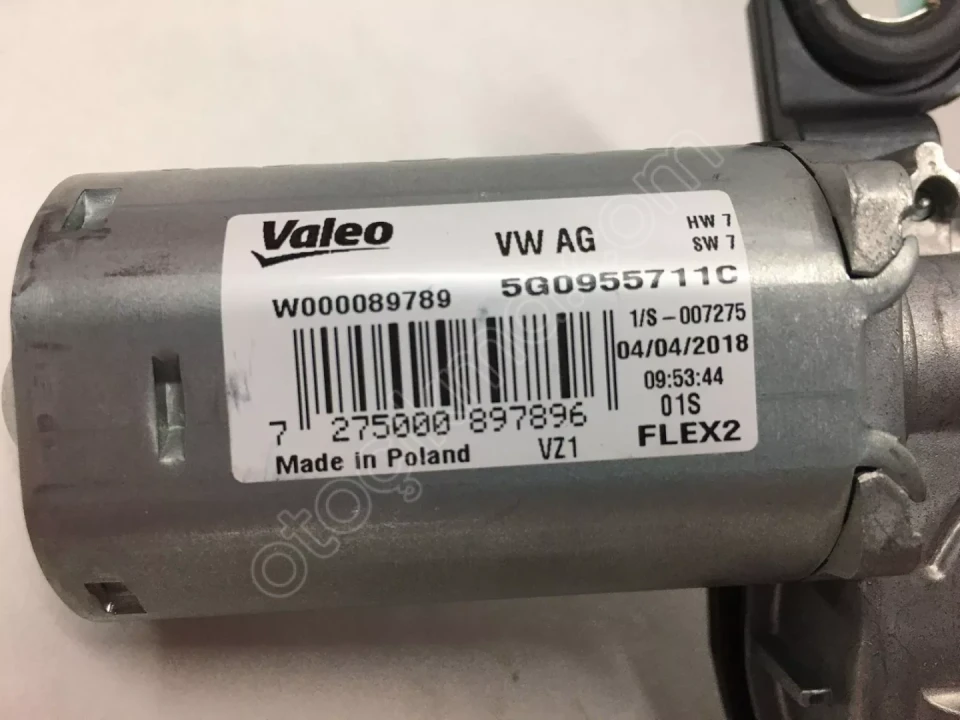 Valeo
VW AG
HW 7
SW 7
W000089789
5G0955711C
1/S-007275
04/04/2018
09:53:44
01S
7 275000 897896
Made in Poland
VZ1
FLEX2